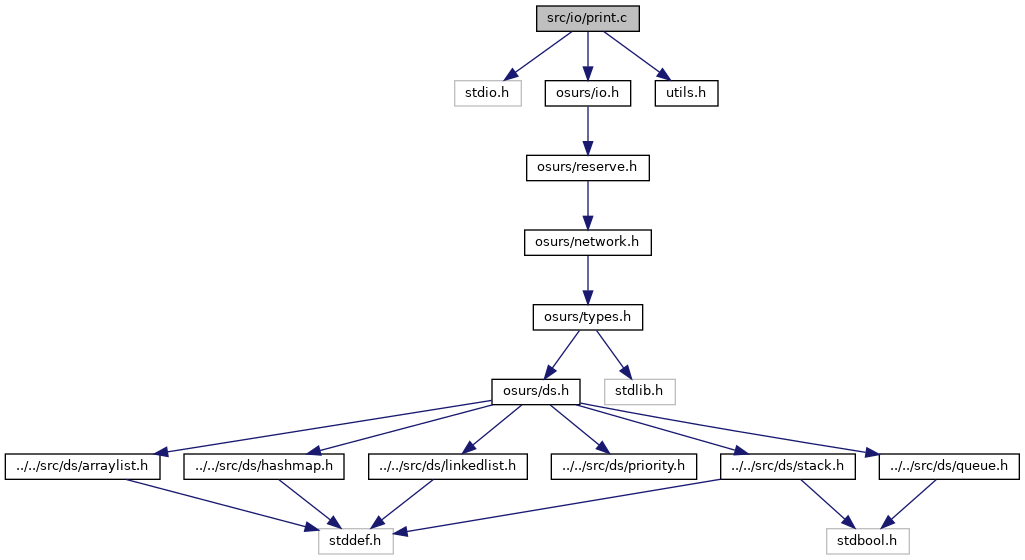 src/io/print.c
stdio.h
osurs/io.h
utils.h
osurs/reserve.h
osurs/network.h
osurs/types.h
osurs/ds.h
stdlib.h
../../src/ds/arraylist.h
../../src/ds/hashmap.h
../../src/ds/linkedlist.h
../../src/ds/priority.h
../../src/ds/stack.h
../../src/ds/queue.h
stddef.h
stdbool.h